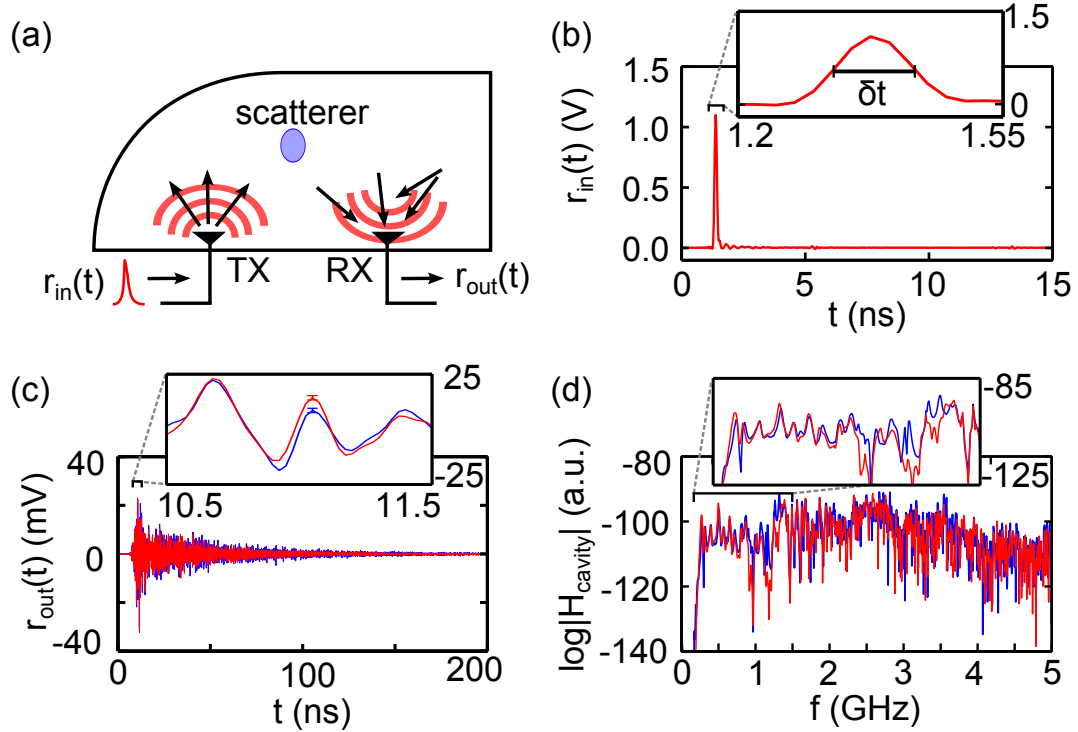 (a)
scatterer
TX
RX
r_in(t)
r_out(t)
(b)
1.5
0
δt
1.2
1.55
1.5
1.0
0.5
0.0
r_in(t) (V)
0
5
10
15
t (ns)
(c)
25
-25
10.5
11.5
40
0
-40
r_out(t) (mV)
0
100
200
t (ns)
(d)
-85
-125
-80
-100
-120
-140
log|H_cavity| (a.u.)
0
1
2
3
4
5
f (GHz)